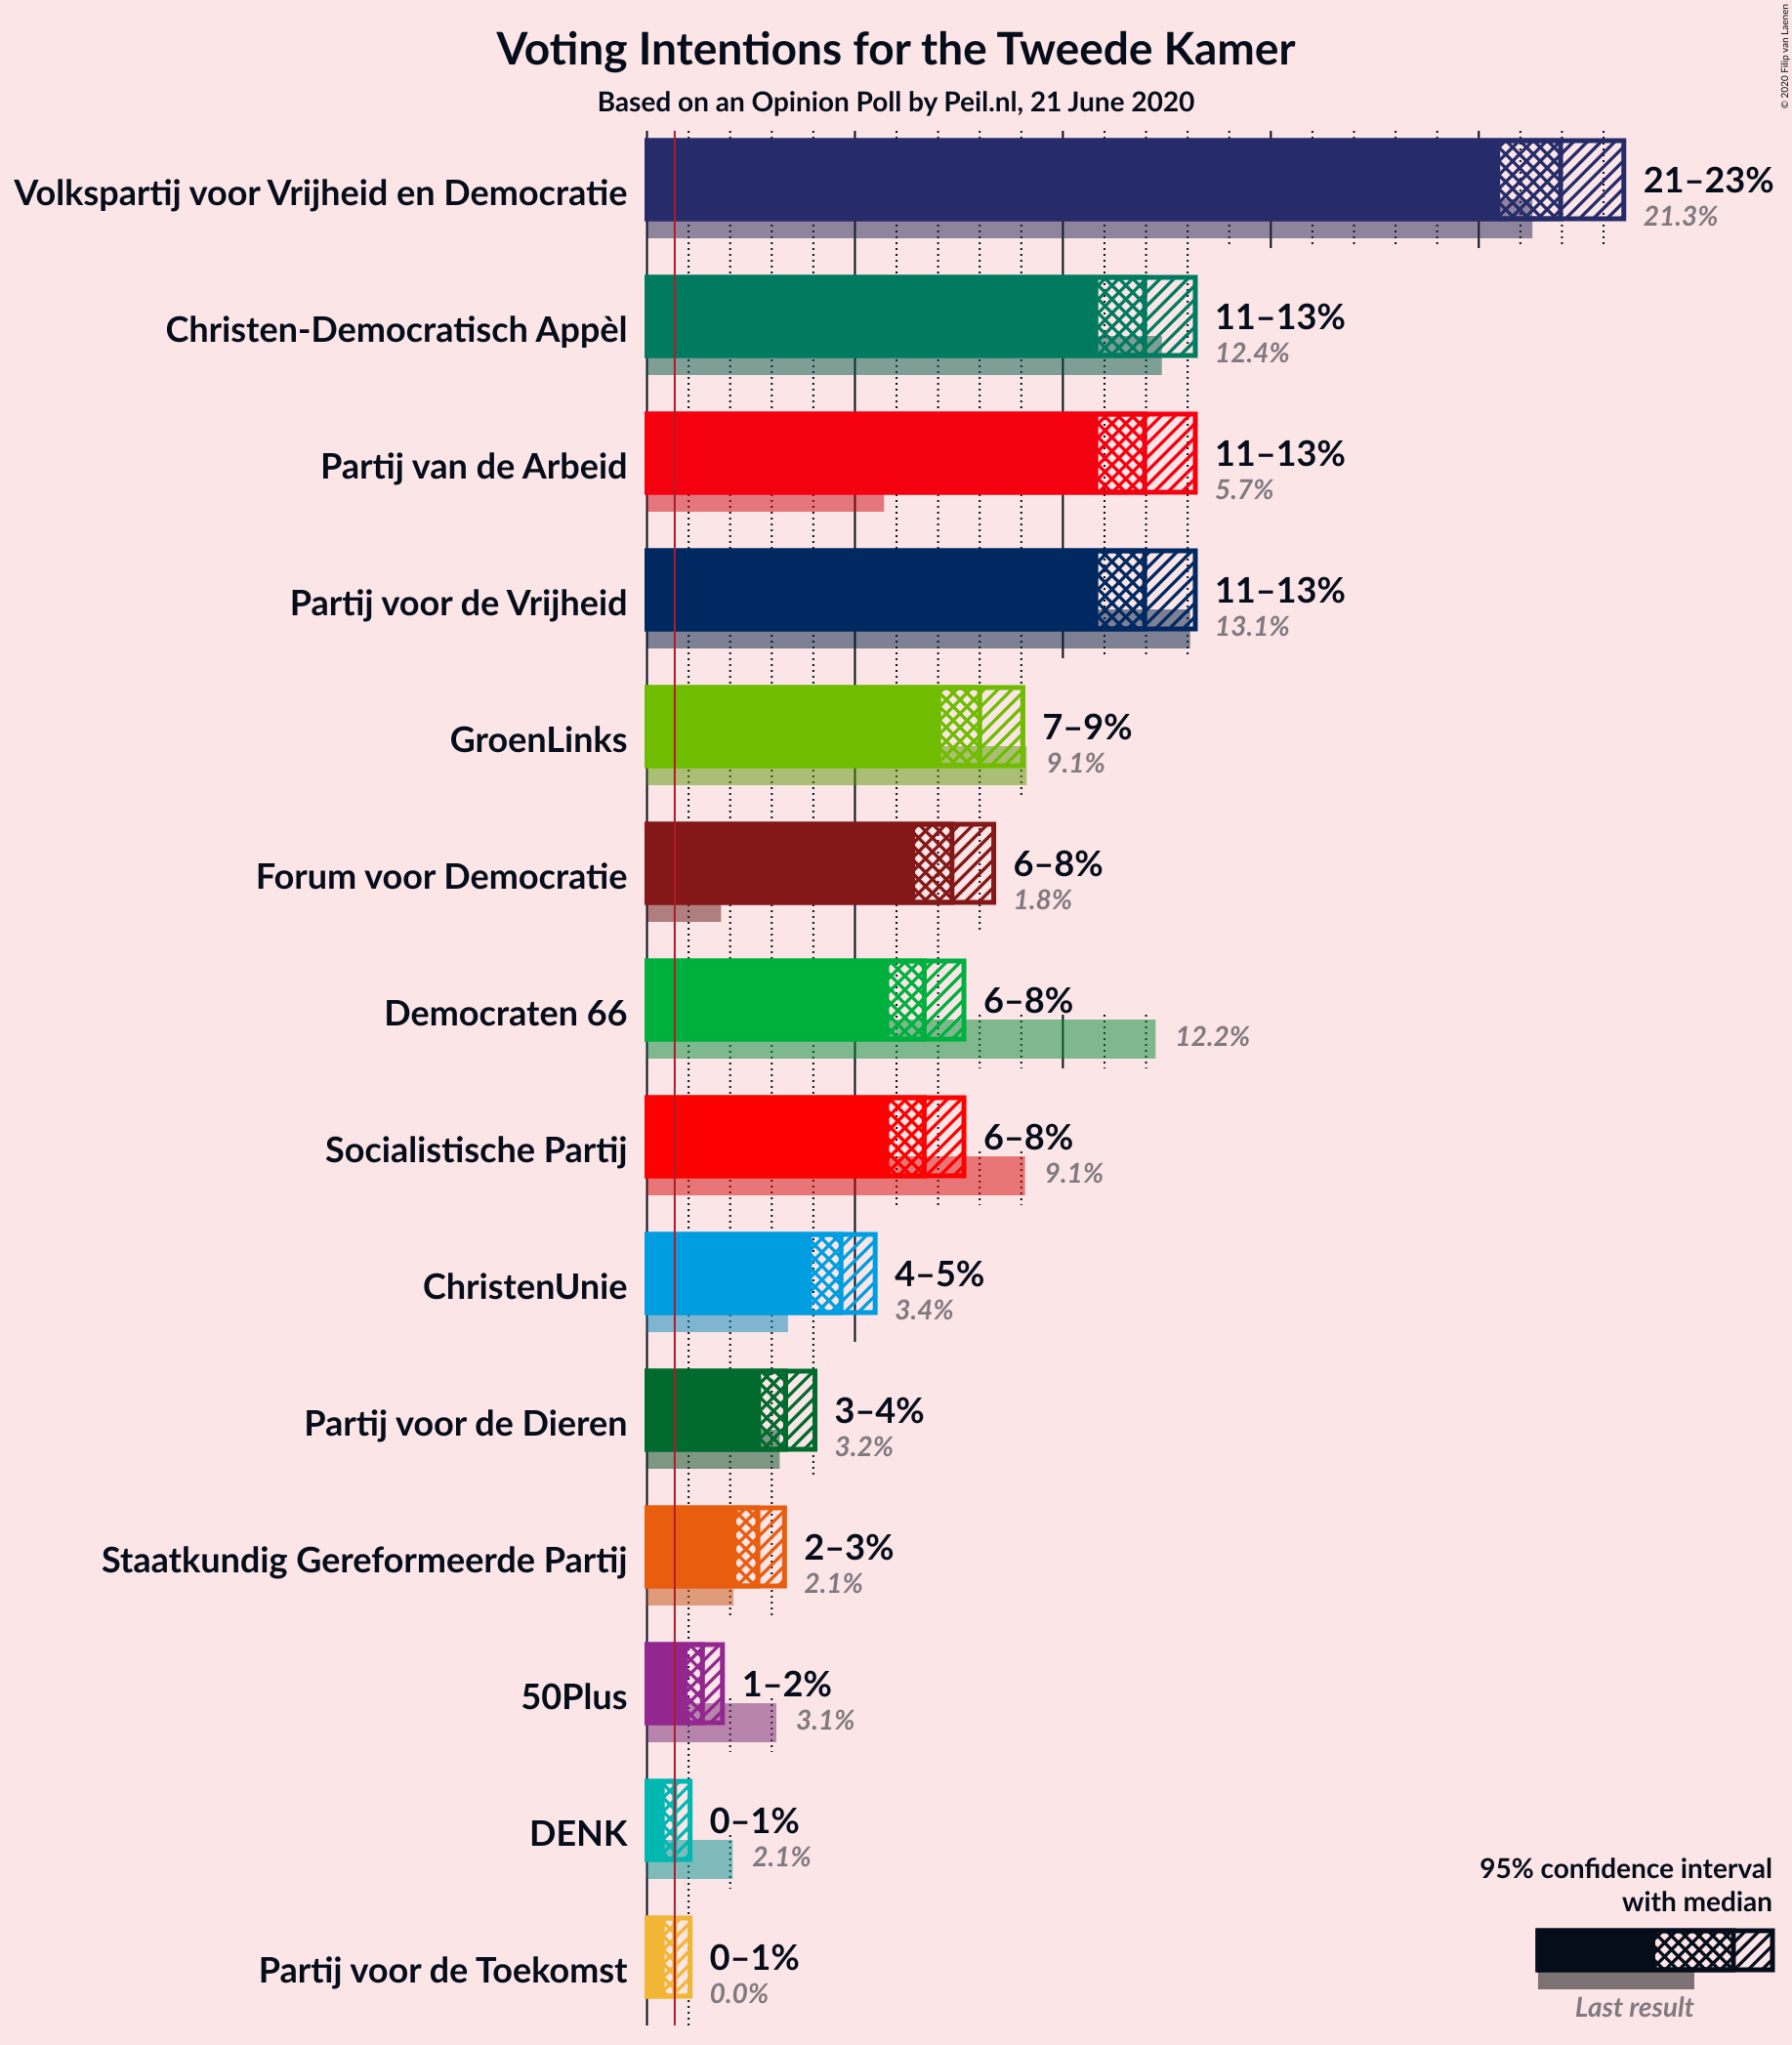 Voting Intentions for the Tweede Kamer
Based on an Opinion Poll by Peil.nl, 21 June 2020
© 2020 Filip van Laenen
Volkspartij voor Vrijheid en Democratie
21–23%
21.3%
Christen-Democratisch Appèl
11–13%
12.4%
Partij van de Arbeid
11–13%
5.7%
Partij voor de Vrijheid
11–13%
13.1%
GroenLinks
7–9%
9.1%
Forum voor Democratie
6–8%
1.8%
Democraten 66
6–8%
12.2%
Socialistische Partij
6–8%
9.1%
ChristenUnie
4–5%
3.4%
Partij voor de Dieren
3–4%
3.2%
Staatkundig Gereformeerde Partij
2–3%
2.1%
50Plus
1–2%
3.1%
DENK
0–1%
2.1%
Partij voor de Toekomst
0–1%
0.0%
95% confidence interval
with median
Last result